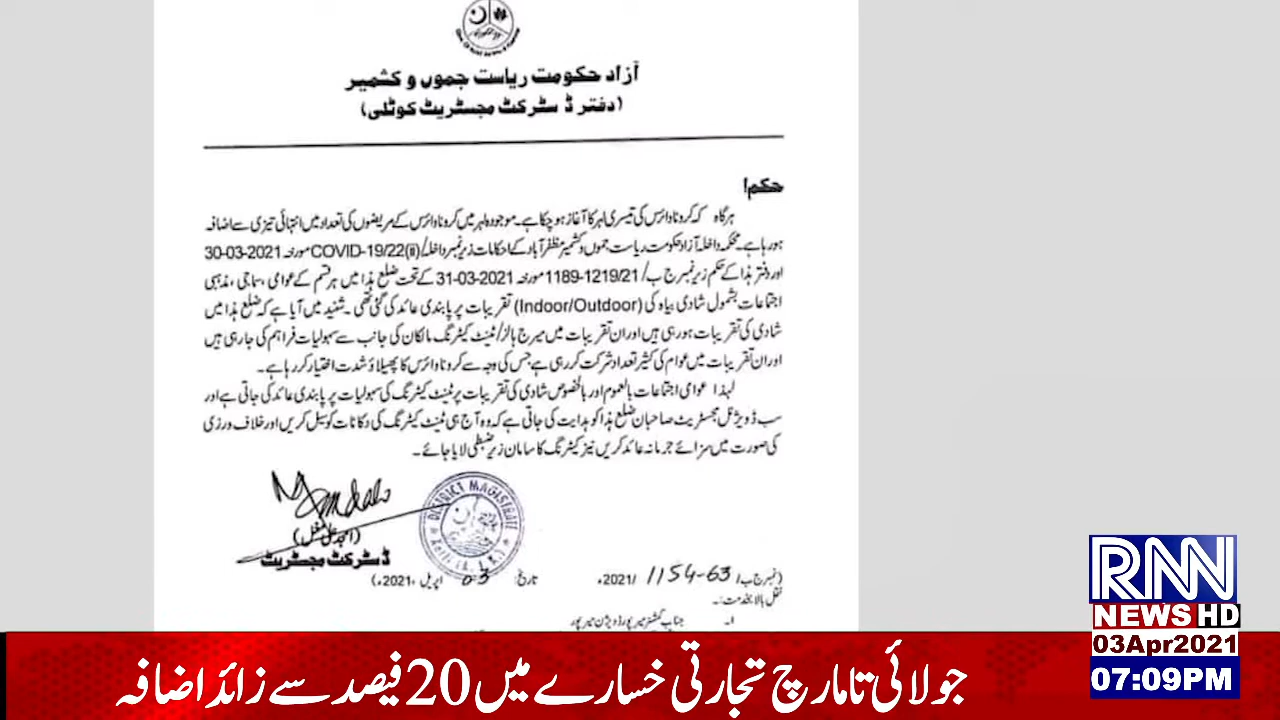 آزاد حکومت ریاست جموں و کشمیر
(دفتر ڈسٹرکٹ مجسٹریٹ کوٹلی)
حکم!
ہرگاہ کہ کرونا وائرس کی تیسری لہر کا آغاز ہو چکا ہے۔ موجودہ لہر میں کرونا وائرس کے مریضوں کی تعداد میں انتہائی تیزی سے اضافہ
ہو رہا ہے۔ محکمہ داخلہ آزاد حکومت ریاست جموں و کشمیر مظفر آباد کے احکامات زیر نمبر داخلہ/COVID-19/22(ii) مورخہ 30-03-2021
اور دفتر ہذا کے حکم زیر نمبر ج ب/1189-1219/21 مورخہ 31-03-2021 کے تحت ضلع ہذا میں ہر قسم کے عوامی، سماجی، مذہبی
اجتماعات بشمول شادی بیاہ کی (Indoor/Outdoor) تقریبات پر پابندی عائد کی گئی تھی۔ شنید میں آیا ہے کہ ضلع ہذا میں
شادی کی تقریبات ہو رہی ہیں اور ان تقریبات میں میرج ہالز/ٹینٹ کیٹرنگ مالکان کی جانب سے سہولیات فراہم کی جا رہی ہیں
اور ان تقریبات میں عوام کی کثیر تعداد شرکت کر رہی ہے جس کی وجہ سے کرونا وائرس کا پھیلاؤ شدت اختیار کر رہا ہے۔
لہذا عوامی اجتماعات بالعموم اور بالخصوص شادی کی تقریبات پر ٹینٹ کیٹرنگ کی سہولیات پر پابندی عائد کی جاتی ہے اور
سب ڈویژنل مجسٹریٹ صاحبان ضلع ہذا کو ہدایت کی جاتی ہے کہ وہ آج ہی ٹینٹ کیٹرنگ کی دکانات کو سیل کریں اور خلاف ورزی
کی صورت میں سزائے جرمانہ عائد کریں نیز کیٹرنگ کا سامان زیر ضبطی لایا جائے۔
DISTRICT MAGISTRATE
(امجد علی مغل)
ڈسٹرکٹ مجسٹریٹ
(نمبر ج ب/ 1154-63 /2021ء تاریخ: 03 اپریل، 2021ء)
نقل بالا بخدمت:۔
۱۔ جناب کمشنر میرپور ڈویژن میرپور
RNN
NEWS HD
03Apr2021
07:09PM
جولائی تا مارچ تجارتی خسارے میں 20 فیصد سے زائد اضافہ